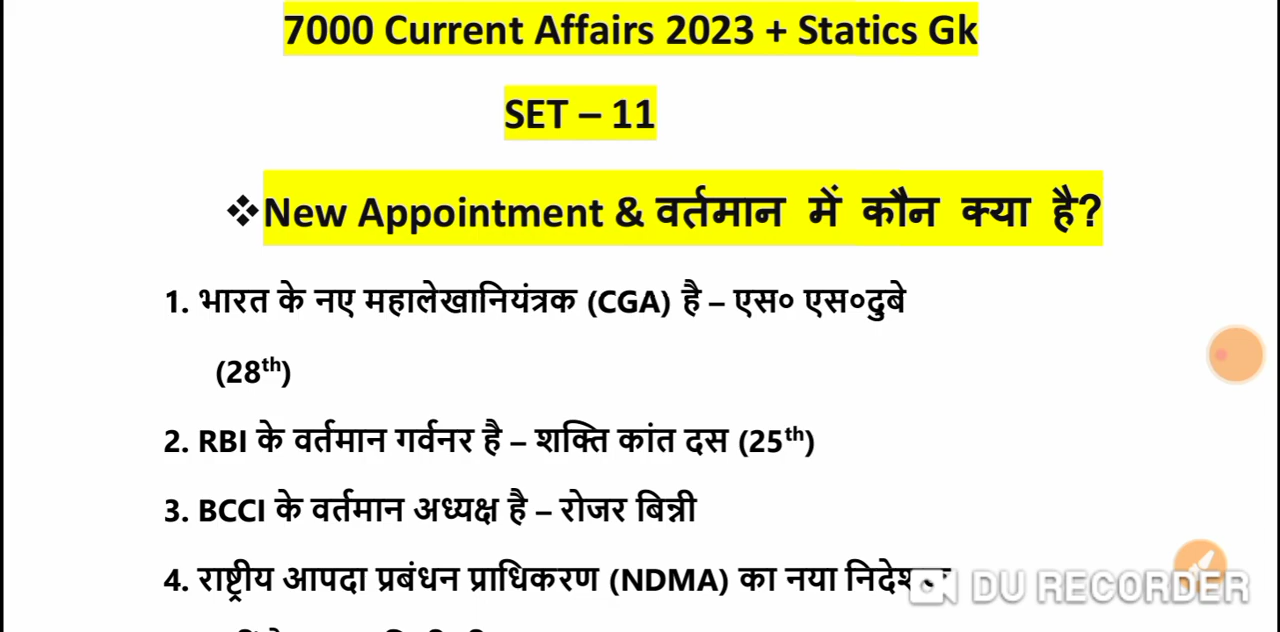 7000 Current Affairs 2023 + Statics Gk
SET – 11
❖New Appointment & वर्तमान में कौन क्या है?
1. भारत के नए महालेखानियंत्रक (CGA) है – एस० एस०दुबे
(28th)
2. RBI के वर्तमान गर्वनर है – शक्ति कांत दस (25th)
3. BCCI के वर्तमान अध्यक्ष है – रोजर बिन्नी
4. राष्ट्रीय आपदा प्रबंधन प्राधिकरण (NDMA) का नया
DU RECORDER